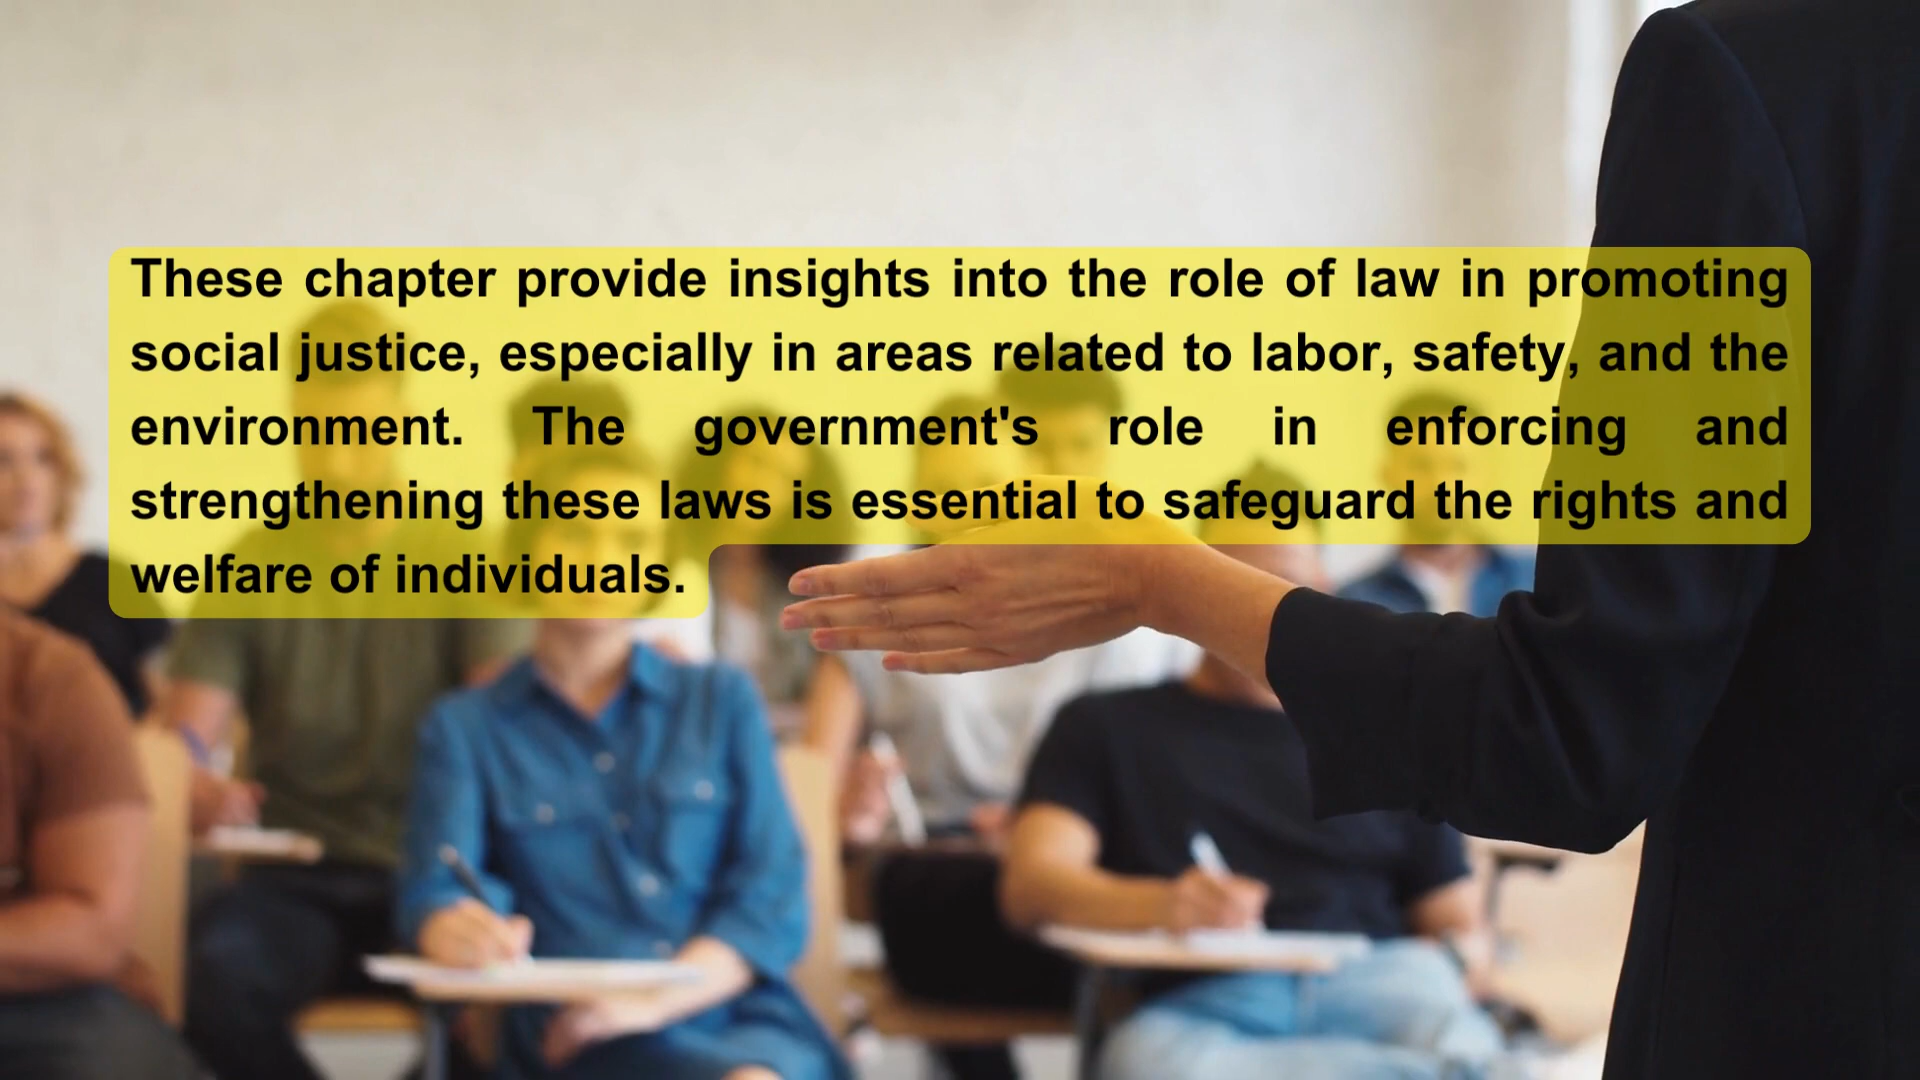 These chapter provide insights into the role of law in promoting
social justice, especially in areas related to labor, safety, and the
environment. The government's role in enforcing and
strengthening these laws is essential to safeguard the rights and
welfare of individuals.